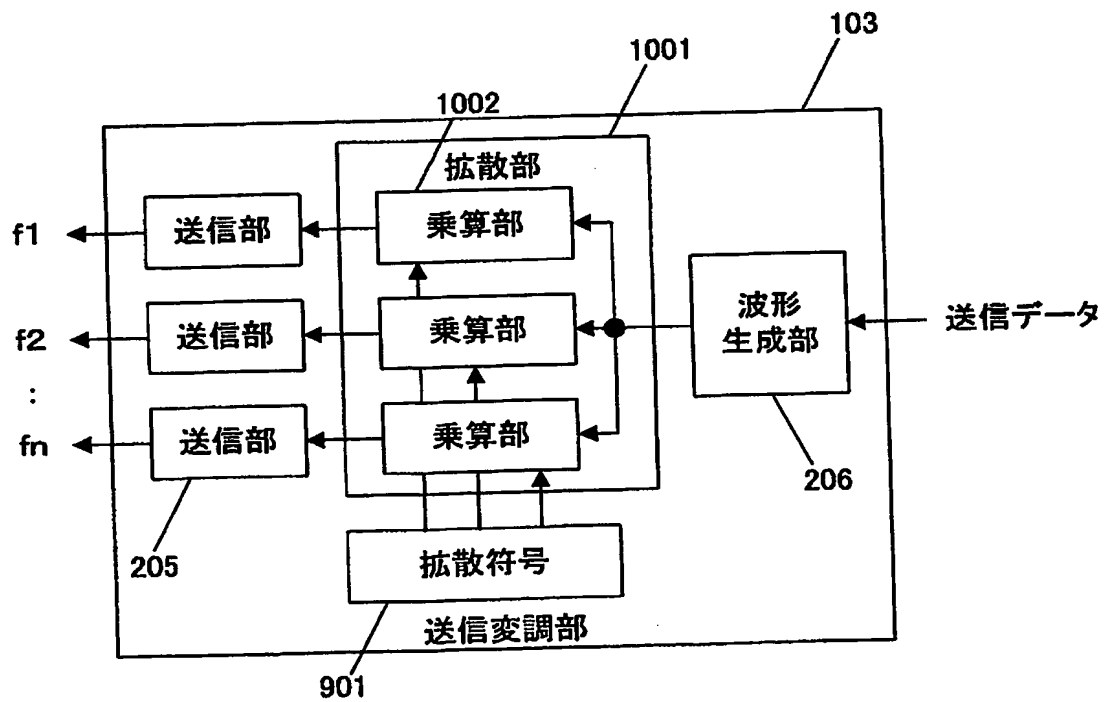 103
1001
1002
拡散部
f1
送信部
乗算部
f2
送信部
乗算部
波形
生成部
送信データ
:
fn
送信部
乗算部
206
205
拡散符号
送信変調部
901